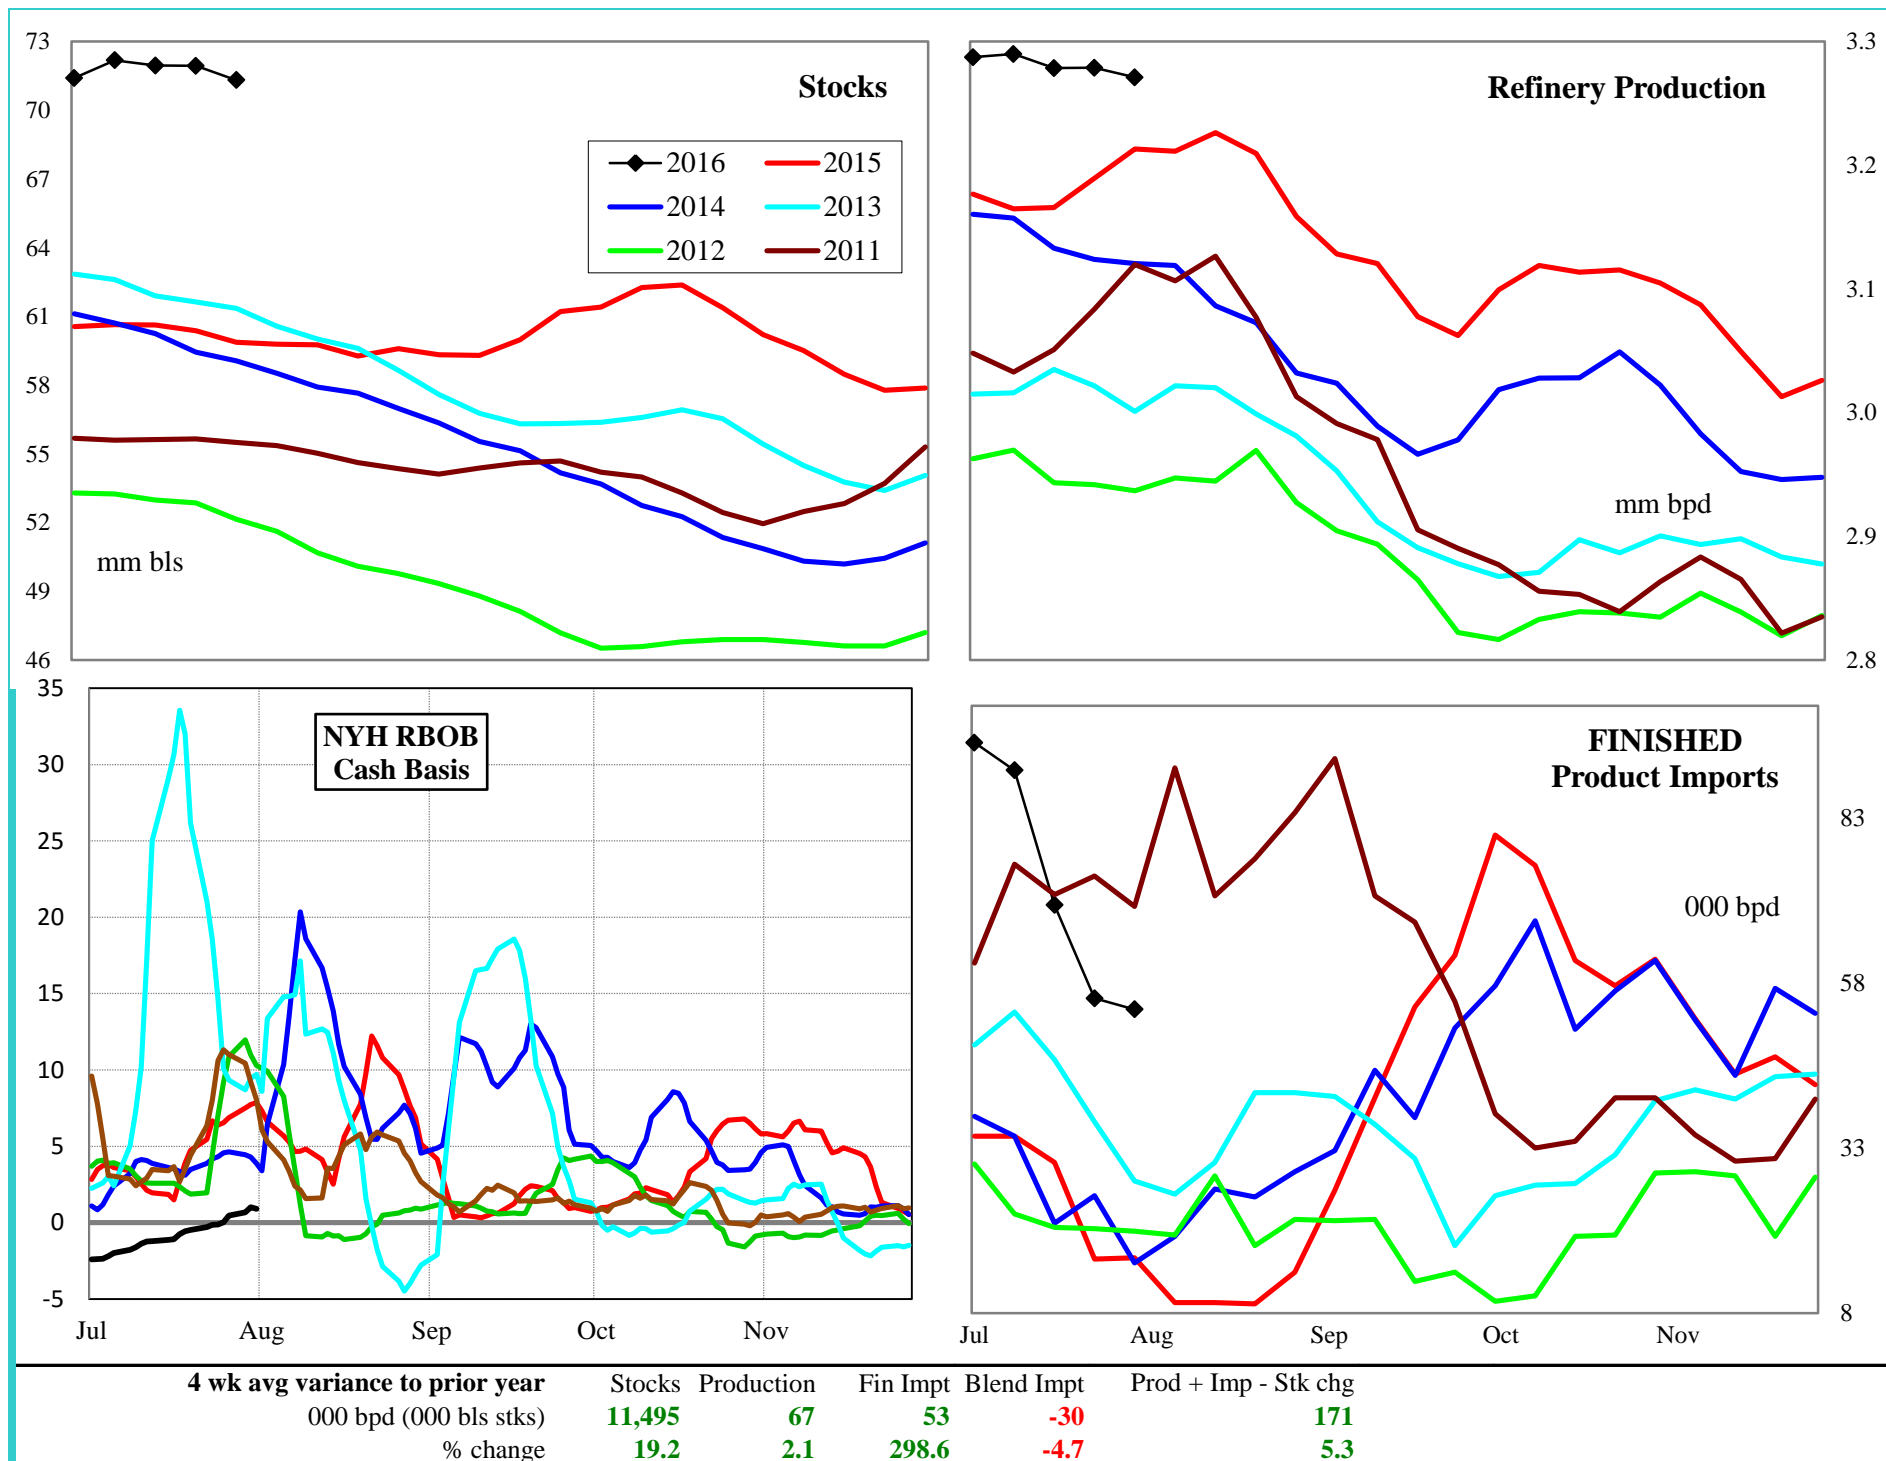 73
70
67
64
61
58
55
52
49
46
Stocks
2016 2015
2014 2013
2012 2011
mm bls
Refinery Production
mm bpd
3.3
3.2
3.1
3.0
2.9
2.8
35
30
25
20
15
10
5
0
-5
NYH RBOB
Cash Basis
Jul Aug Sep Oct Nov
FINISHED
Product Imports
000 bpd
83
58
33
8
Jul Aug Sep Oct Nov
4 wk avg variance to prior year Stocks Production Fin Impt Blend Impt Prod + Imp - Stk chg
000 bpd (000 bls stks) 11,495 67 53 -30 171
% change 19.2 2.1 298.6 -4.7 5.3